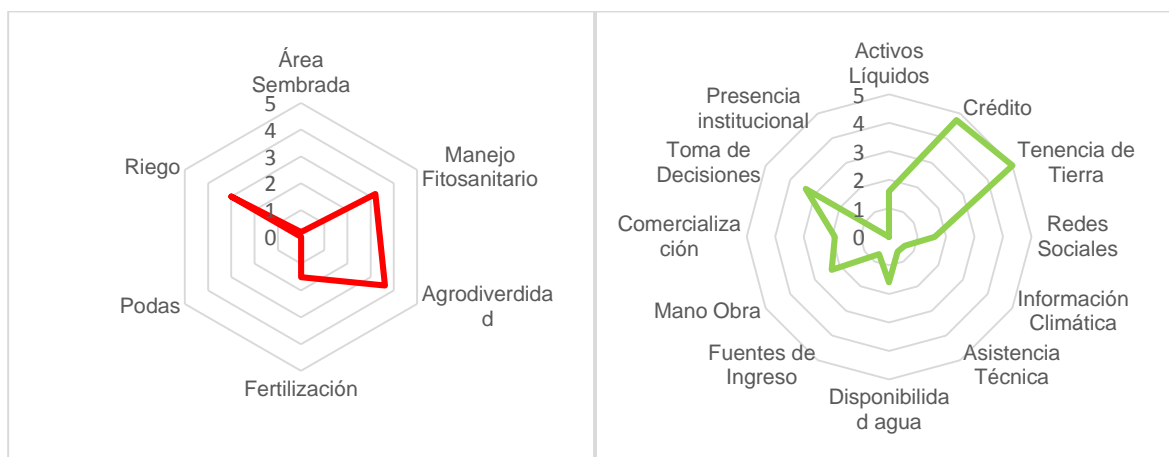 Área
Sembrada
5
4
3
2
1
0
Manejo
Fitosanitario
Agrodiverdida
d
Fertilización
Podas
Riego
Activos
Líquidos
5
4
3
2
1
0
Crédito
Tenencia de
Tierra
Redes
Sociales
Información
Climática
Asistencia
Técnica
Disponibilida
d agua
Fuentes de
Ingreso
Mano Obra
Comercializa
ción
Toma de
Decisiones
Presencia
institucional